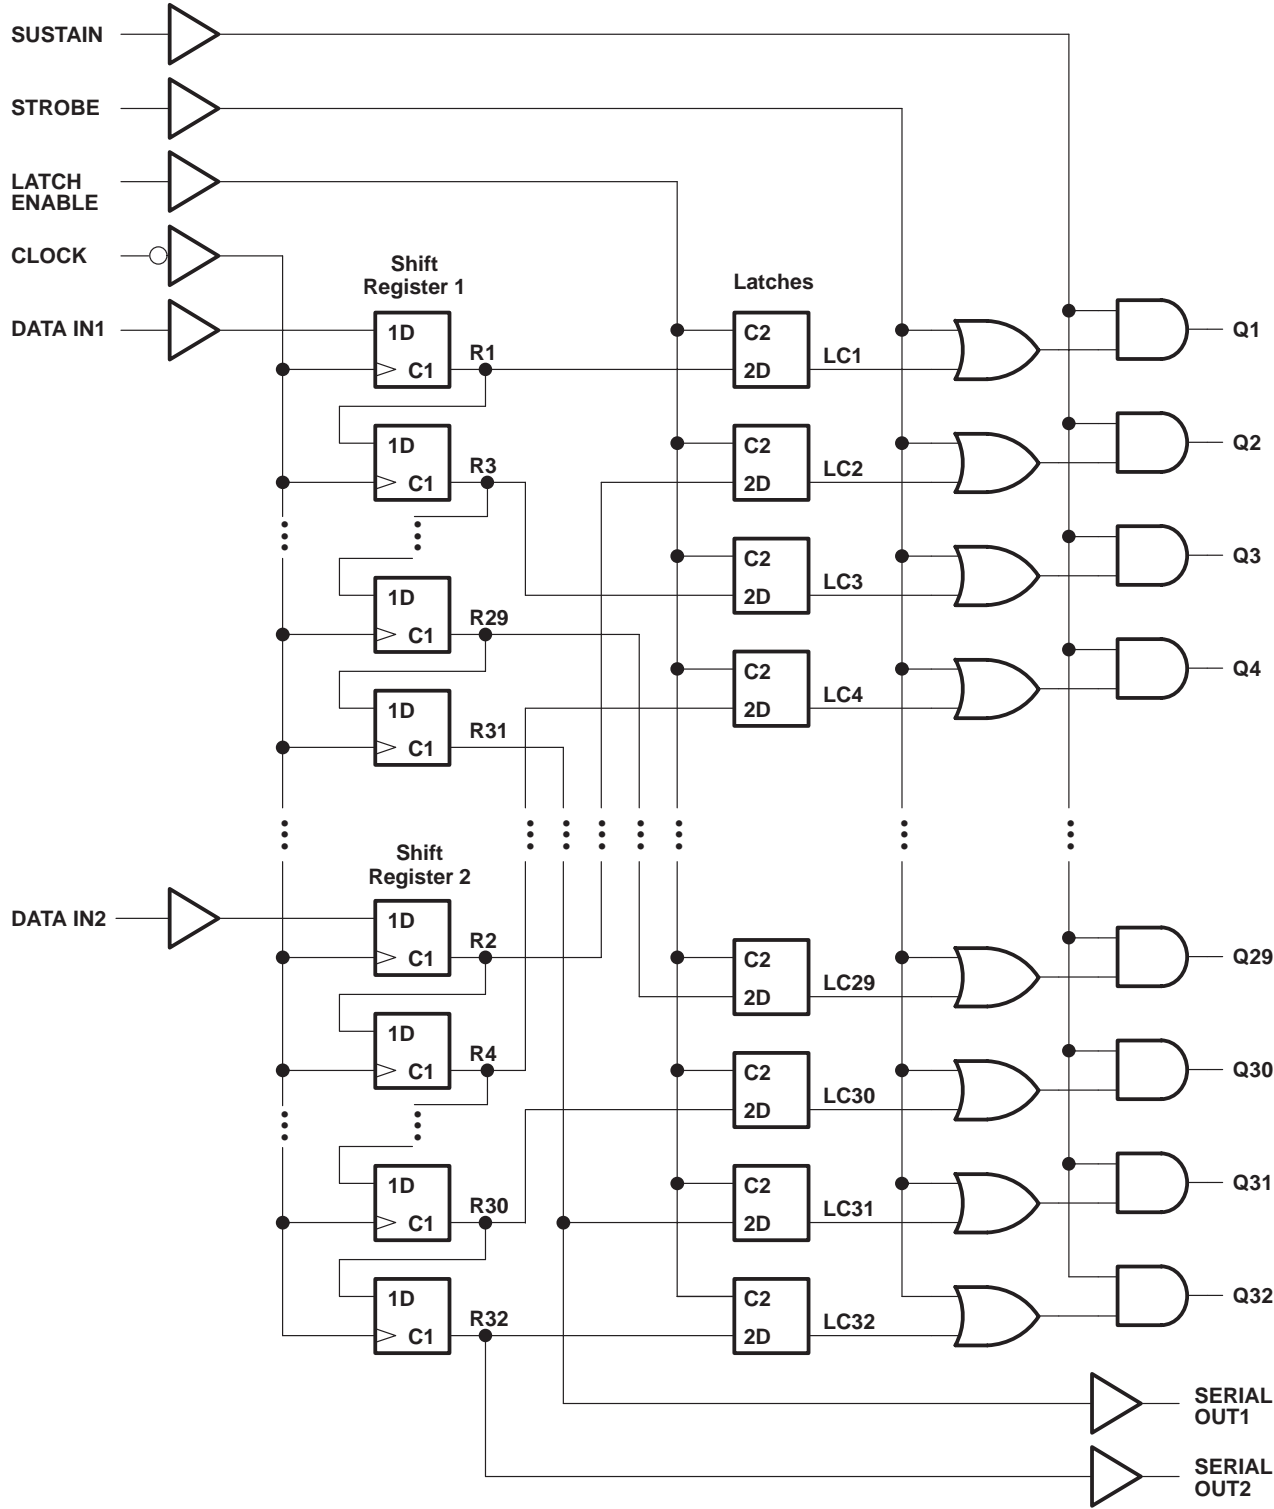 SUSTAIN
STROBE
LATCH
ENABLE
CLOCK
DATA IN1
Shift
Register 1
Latches
1D
C1
R1
C2
2D
LC1
Q1
1D
C1
R3
C2
2D
LC2
Q2
C2
2D
LC3
Q3
1D
C1
R29
C2
2D
LC4
Q4
1D
C1
R31
Shift
Register 2
DATA IN2
1D
C1
R2
C2
2D
LC29
Q29
1D
C1
R4
C2
2D
LC30
Q30
1D
C1
R30
C2
2D
LC31
Q31
1D
C1
R32
C2
2D
LC32
Q32
SERIAL
OUT1
SERIAL
OUT2